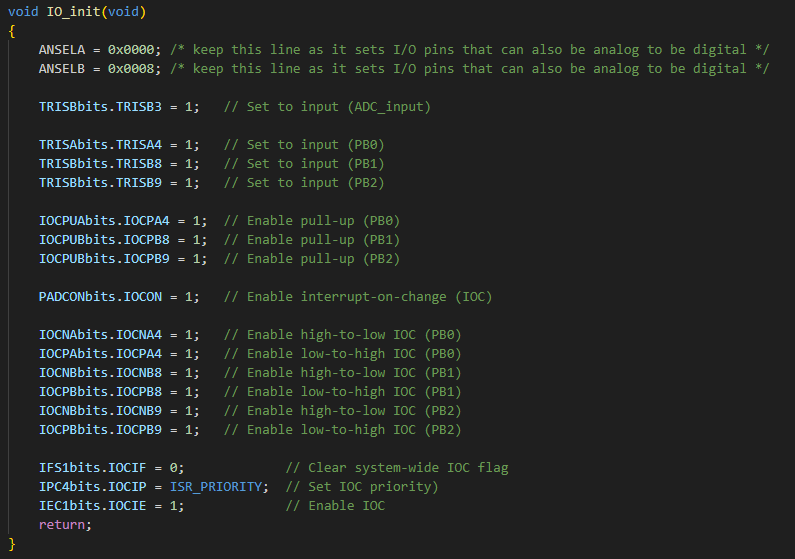 void IO_init(void)
{
    ANSELA = 0x0000; /* keep this line as it sets I/O pins that can also be analog to be digital */
    ANSELB = 0x0008; /* keep this line as it sets I/O pins that can also be analog to be digital */

    TRISBbits.TRISB3 = 1;   // Set to input (ADC_input)

    TRISAbits.TRISA4 = 1;   // Set to input (PB0)
    TRISBbits.TRISB8 = 1;   // Set to input (PB1)
    TRISBbits.TRISB9 = 1;   // Set to input (PB2)

    IOCPUAbits.IOCPA4 = 1;  // Enable pull-up (PB0)
    IOCPUBbits.IOCPB8 = 1;  // Enable pull-up (PB1)
    IOCPUBbits.IOCPB9 = 1;  // Enable pull-up (PB2)

    PADCONbits.IOCON = 1;   // Enable interrupt-on-change (IOC)

    IOCNAbits.IOCNA4 = 1;   // Enable high-to-low IOC (PB0)
    IOCPAbits.IOCPA4 = 1;   // Enable low-to-high IOC (PB0)
    IOCNBbits.IOCNB8 = 1;   // Enable high-to-low IOC (PB1)
    IOCPBbits.IOCPB8 = 1;   // Enable low-to-high IOC (PB1)
    IOCNBbits.IOCNB9 = 1;   // Enable high-to-low IOC (PB2)
    IOCPBbits.IOCPB9 = 1;   // Enable low-to-high IOC (PB2)

    IFS1bits.IOCIF = 0;             // Clear system-wide IOC flag
    IPC4bits.IOCIP = ISR_PRIORITY;  // Set IOC priority)
    IEC1bits.IOCIE = 1;             // Enable IOC
    return;
}